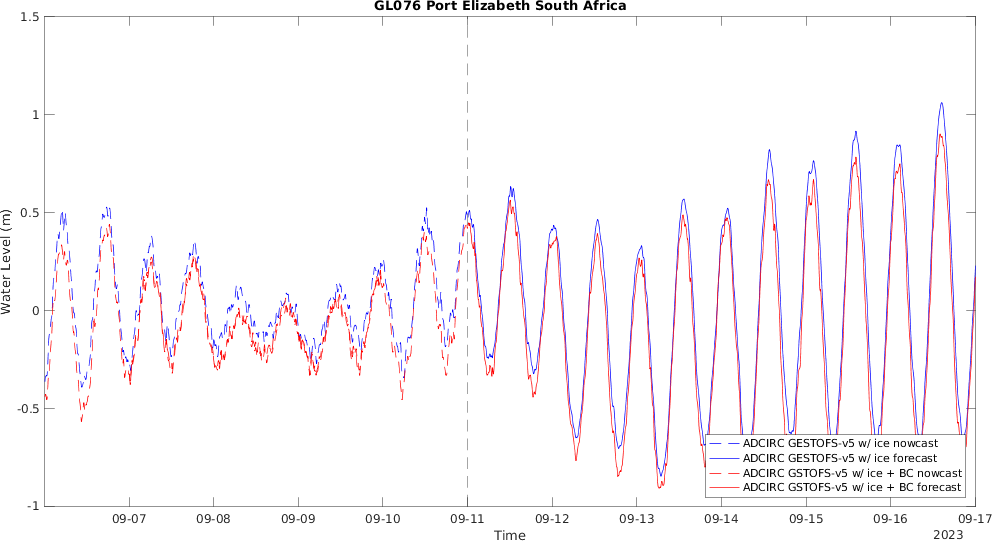 GL076 Port Elizabeth South Africa
1.5
1
0.5
0
-0.5
-1
Water Level (m)
09-07
09-08
09-09
09-10
09-11
09-12
09-13
09-14
09-15
09-16
09-17
Time
2023
ADCIRC GESTOFS-v5 w/ ice nowcast
ADCIRC GESTOFS-v5 w/ ice forecast
ADCIRC GSTOFS-v5 w/ ice + BC nowcast
ADCIRC GSTOFS-v5 w/ ice + BC forecast